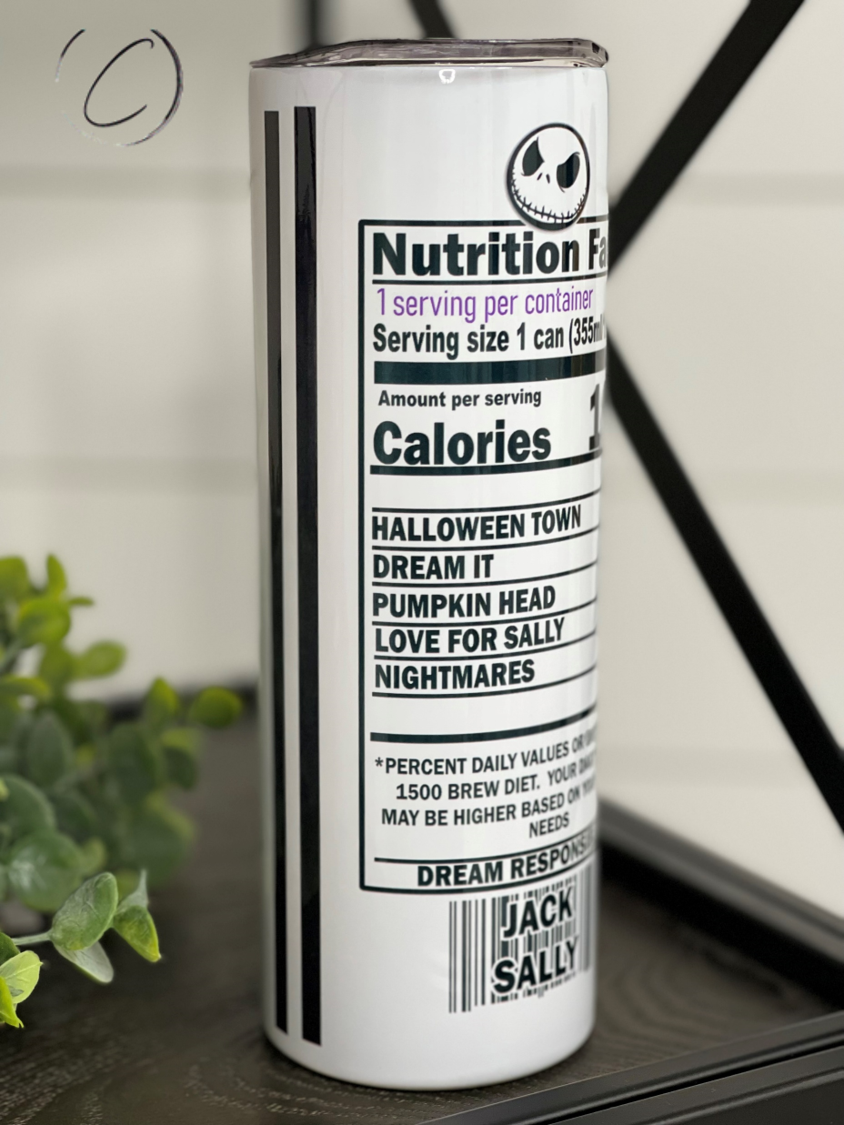 Nutrition Fa
1 serving per container
Serving size 1 can (355ml
Amount per serving
Calories 1
HALLOWEEN TOWN
DREAM IT
PUMPKIN HEAD
LOVE FOR SALLY
NIGHTMARES
*PERCENT DAILY VALUES OR
1500 BREW DIET. YOUR
MAY BE HIGHER BASED ON
NEEDS
DREAM RESPONS
JACK
SALLY